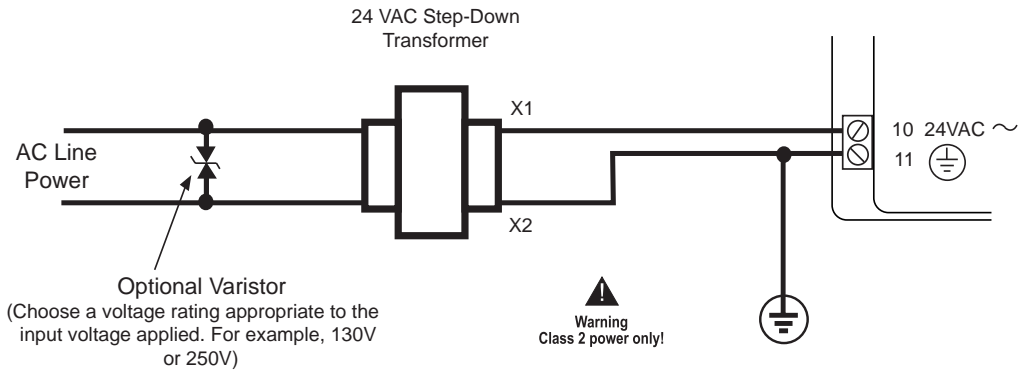 24 VAC Step-Down
Transformer
X1
10 24VAC ~
11
AC Line
Power
X2
Optional Varistor
(Choose a voltage rating appropriate to the
input voltage applied. For example, 130V
or 250V)
!
Warning
Class 2 power only!